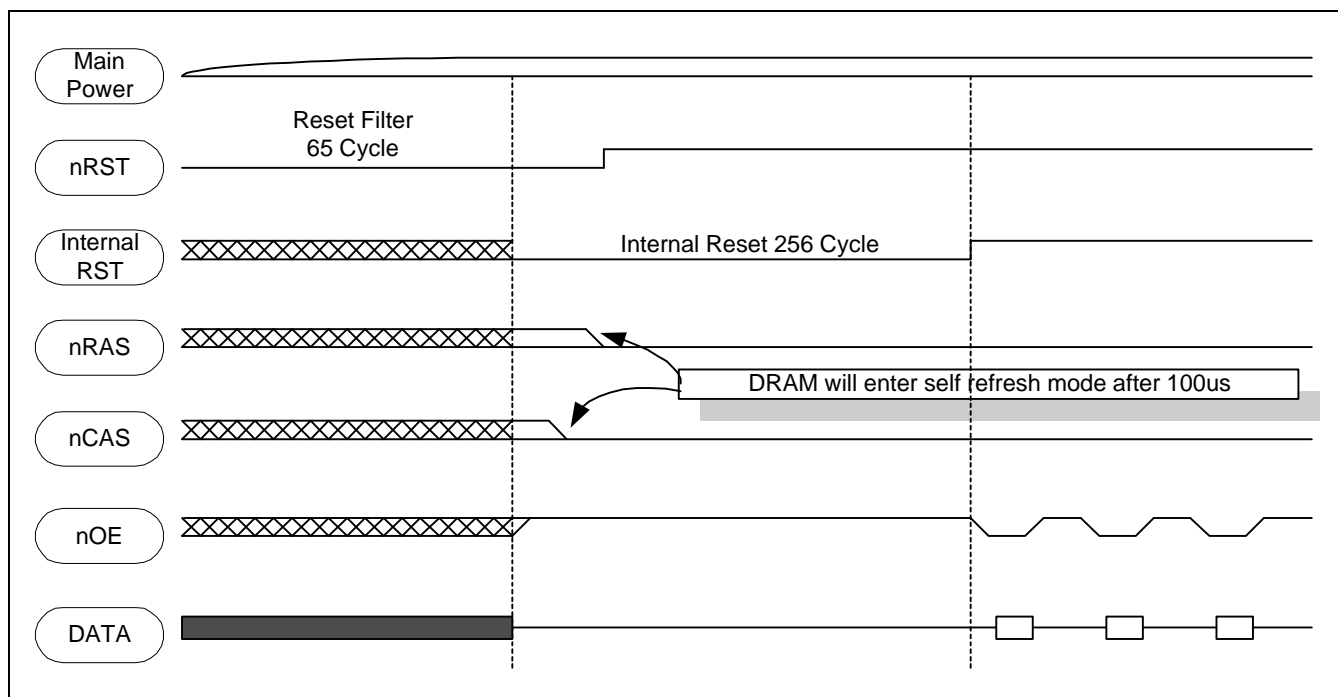 Main
Power
Reset Filter
65 Cycle
nRST
Internal
RST
Internal Reset 256 Cycle
nRAS
DRAM will enter self refresh mode after 100us
nCAS
nOE
DATA